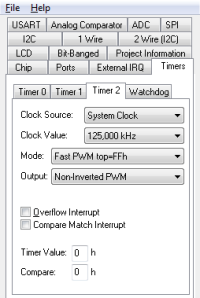 File Help
USART Analog Comparator ADC SPI
I2C 1 Wire 2 Wire (I2C)
LCD Bit-Banged Project Information
Chip Ports External IRQ Timers
Timer 0 Timer 1 Timer 2 Watchdog
Clock Source: System Clock
Clock Value: 125,000 kHz
Mode: Fast PWM top=FFh
Output: Non-Inverted PWM
Overflow Interrupt
Compare Match Interrupt
Timer Value: 0 h
Compare: 0 h